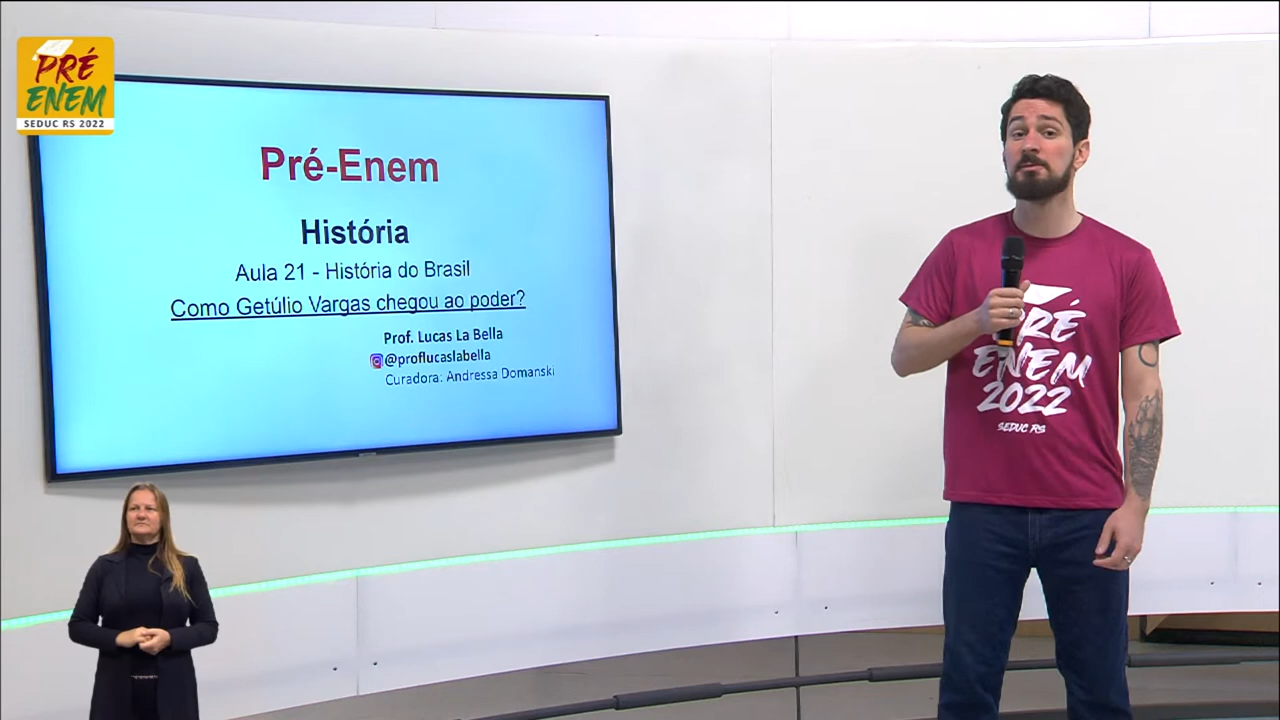 PRÉ
ENEM
SEDUC RS 2022
Pré-Enem
História
Aula 21 - História do Brasil
Como Getúlio Vargas chegou ao poder?
Prof. Lucas La Bella
@proflucaslabella
Curadora: Andressa Domanski
PRÉ
ENEM
2022
SEDUC RS